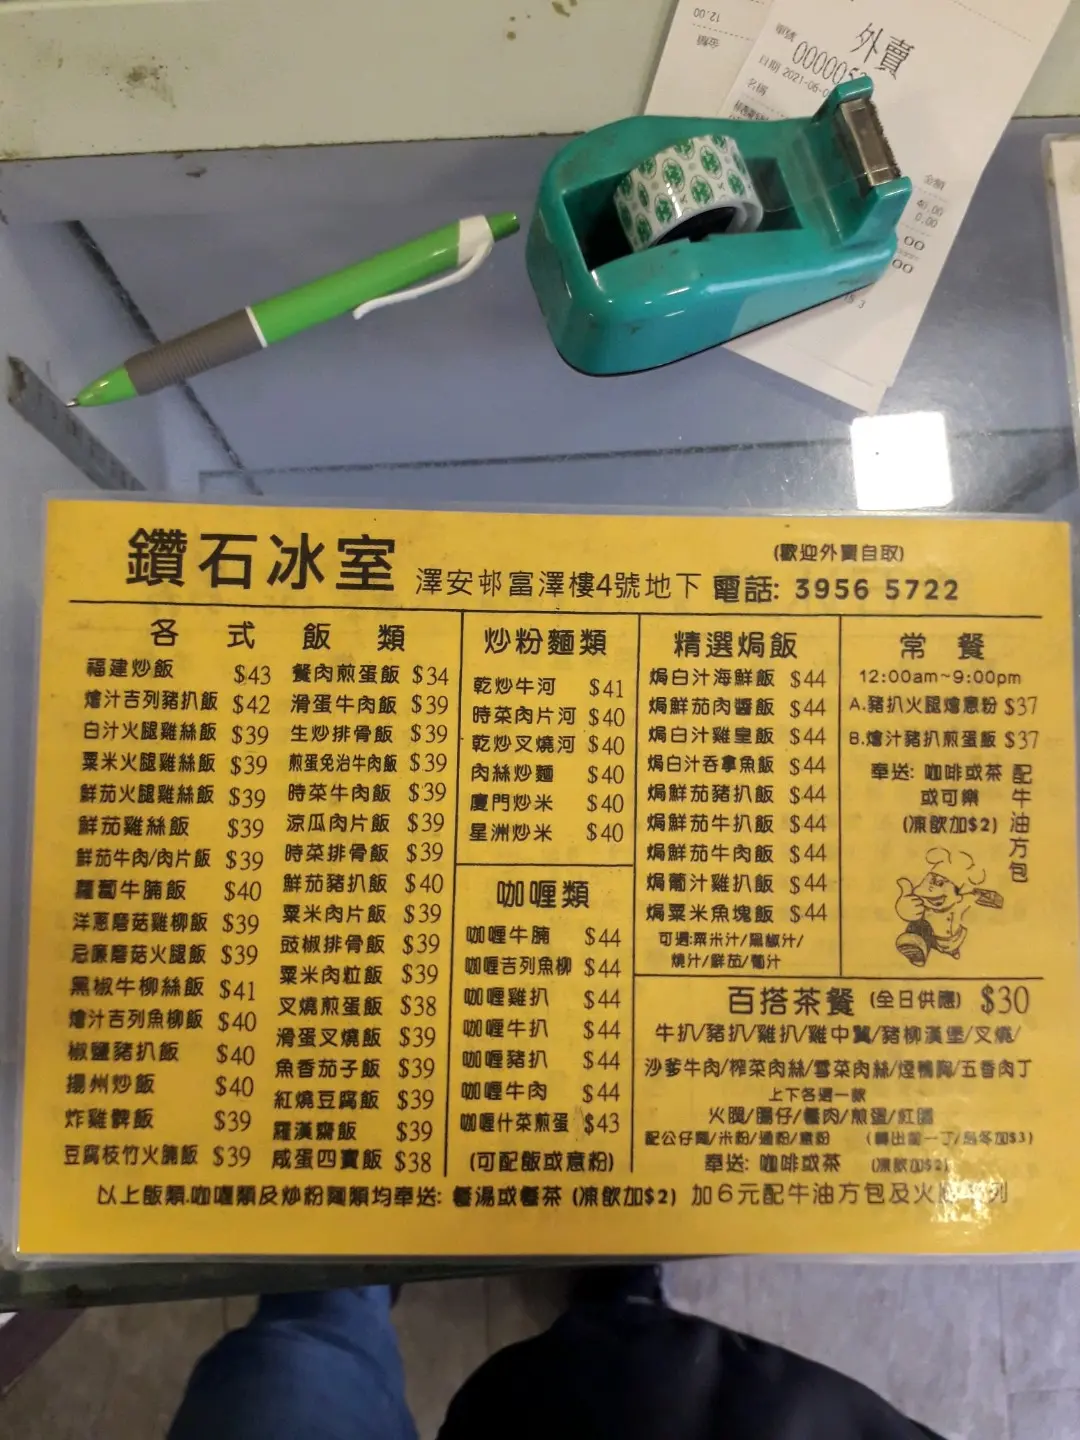 12.00
外賣
單號
日期 2021-06-0
名稱
金額
鑽石冰室
澤安邨富澤樓4號地下 電話: 3956 5722
(歡迎外賣自取)
各式飯類
福建炒飯 $43
燴汁吉列豬扒飯 $42
白汁火腿雞絲飯 $39
粟米火腿雞絲飯 $39
鮮茄火腿雞絲飯 $39
鮮茄雞絲飯 $39
鮮茄牛肉/肉片飯 $39
蘿蔔牛腩飯 $40
洋蔥磨菇雞柳飯 $39
忌廉磨菇火腿飯 $39
黑椒牛柳絲飯 $41
燴汁吉列魚柳飯 $40
椒鹽豬扒飯 $40
揚州炒飯 $40
炸雞髀飯 $39
豆腐枝竹火腩飯 $39
餐肉煎蛋飯 $34
滑蛋牛肉飯 $39
生炒排骨飯 $39
煎蛋免治牛肉飯 $39
時菜牛肉飯 $39
涼瓜肉片飯 $39
時菜排骨飯 $39
鮮茄豬扒飯 $40
粟米肉片飯 $39
豉椒排骨飯 $39
粟米肉粒飯 $39
叉燒煎蛋飯 $38
滑蛋叉燒飯 $39
魚香茄子飯 $39
紅燒豆腐飯 $39
羅漢齋飯 $39
咸蛋四寶飯 $38
炒粉麵類
乾炒牛河 $41
時菜肉片河 $40
乾炒叉燒河 $40
肉絲炒麵 $40
廈門炒米 $40
星洲炒米 $40
咖喱類
咖喱牛腩 $44
咖喱吉列魚柳 $44
咖喱雞扒 $44
咖喱牛扒 $44
咖喱豬扒 $44
咖喱牛肉 $44
咖喱什菜煎蛋 $43
(可配飯或意粉)
精選焗飯
焗白汁海鮮飯 $44
焗鮮茄肉醬飯 $44
焗白汁雞皇飯 $44
焗白汁吞拿魚飯 $44
焗鮮茄豬扒飯 $44
焗鮮茄牛扒飯 $44
焗鮮茄牛肉飯 $44
焗葡汁雞扒飯 $44
焗粟米魚塊飯 $44
可選:粟米汁/黑椒汁/
燒汁/鮮茄/葡汁
常餐
12:00am~9:00pm
A.豬扒火腿燴意粉 $37
B.燴汁豬扒煎蛋飯 $37
奉送: 咖啡或茶
或可樂
(凍飲加$2)
配牛油方包
百搭茶餐 (全日供應) $30
牛扒/豬扒/雞扒/雞中翼/豬柳漢堡/叉燒/
沙爹牛肉/榨菜肉絲/雪菜肉絲/煙鴨胸/五香肉丁
上下各選一款
火腿/腸仔/餐肉/煎蛋/紅腸
配公仔麵/米粉/通粉/意粉 (轉出前一丁/烏冬加$3)
奉送: 咖啡或茶 (凍飲加$2)
以上飯類.咖喱類及炒粉麵類均奉送: 餐湯或餐茶 (凍飲加$2) 加6元配牛油方包及火